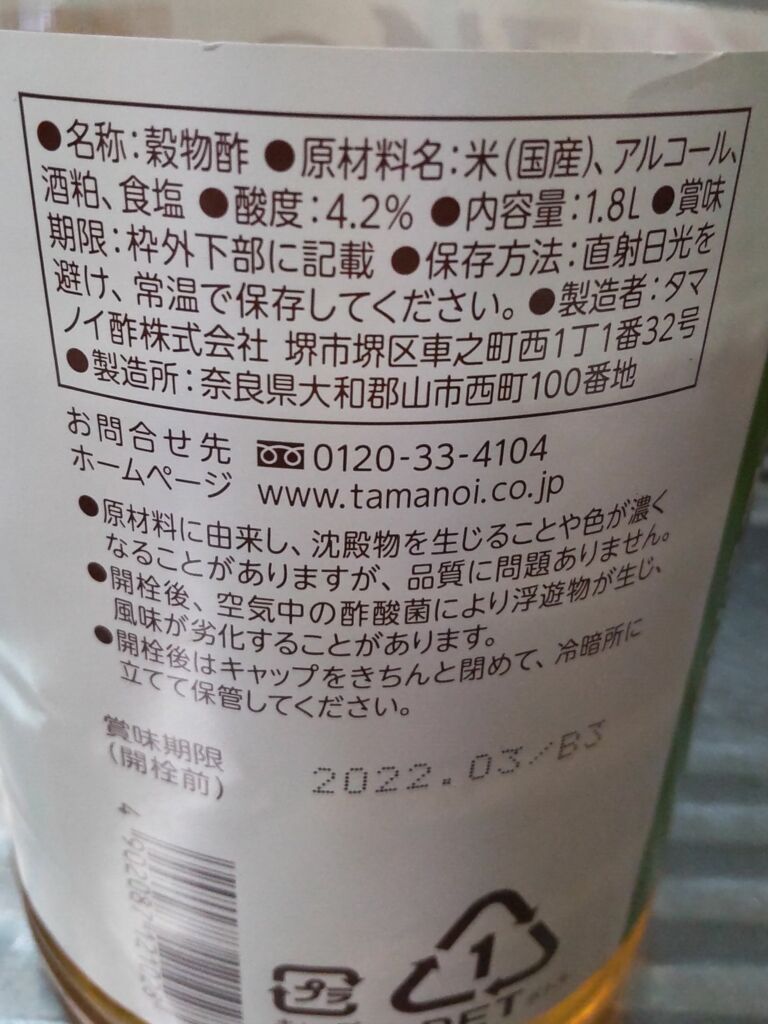 ●名称：穀物酢 ●原材料名：米(国産)、アルコール、
酒粕、食塩 ●酸度：4.2% ●内容量：1.8L ●賞味
期限：枠外下部に記載 ●保存方法：直射日光を
避け、常温で保存してください。●製造者：タマ
ノイ酢株式会社 堺市堺区車之町西1丁1番32号
●製造所：奈良県大和郡山市西町100番地
お問合せ先 0120-33-4104
ホームページ www.tamanoi.co.jp
●原材料に由来し、沈殿物を生じることや色が濃く
なることがありますが、品質に問題ありません。
●開栓後、空気中の酢酸菌により浮遊物が生じ、
風味が劣化することがあります。
●開栓後はキャップをきちんと閉めて、冷暗所に
立てて保管してください。
賞味期限
(開栓前)
2022.03/B3
プラ
1
PET